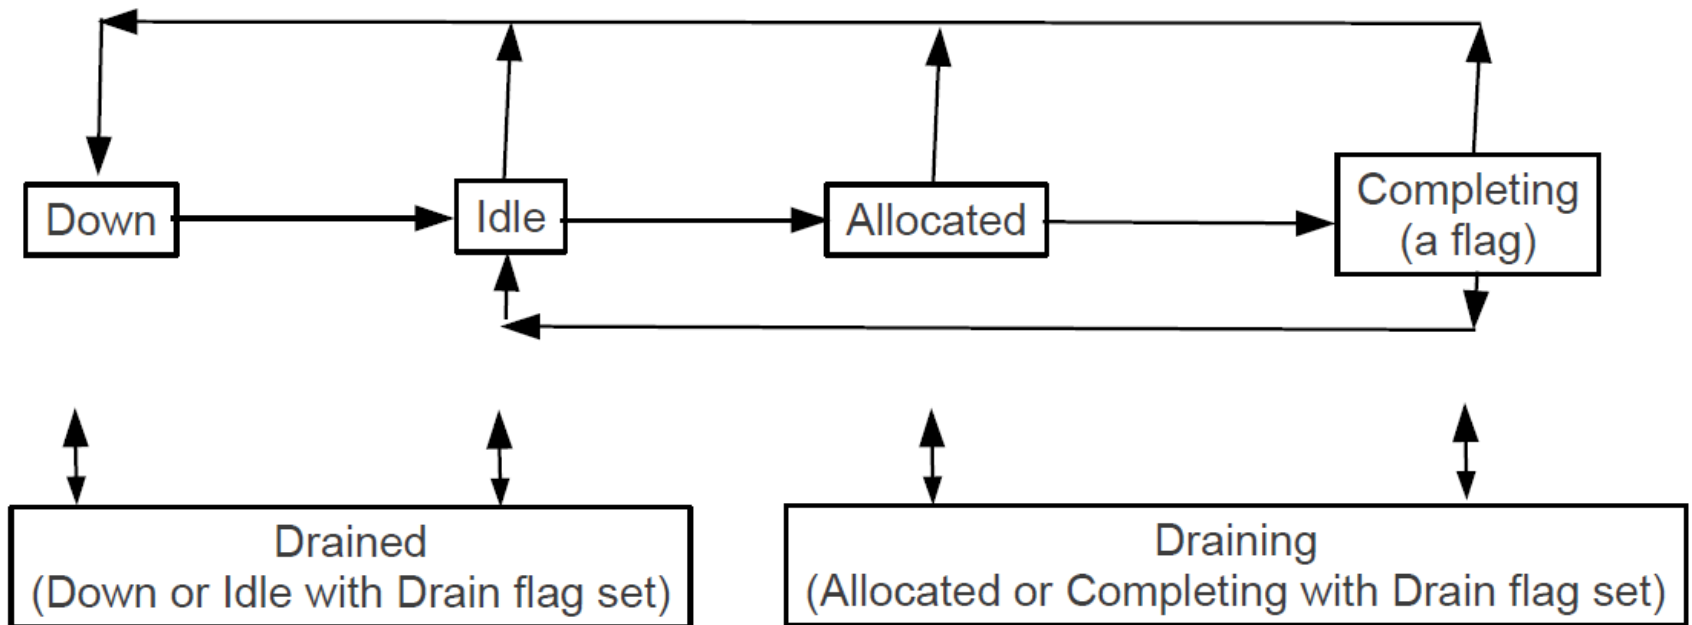 Down
Idle
Allocated
Completing
(a flag)
Drained
(Down or Idle with Drain flag set)
Draining
(Allocated or Completing with Drain flag set)